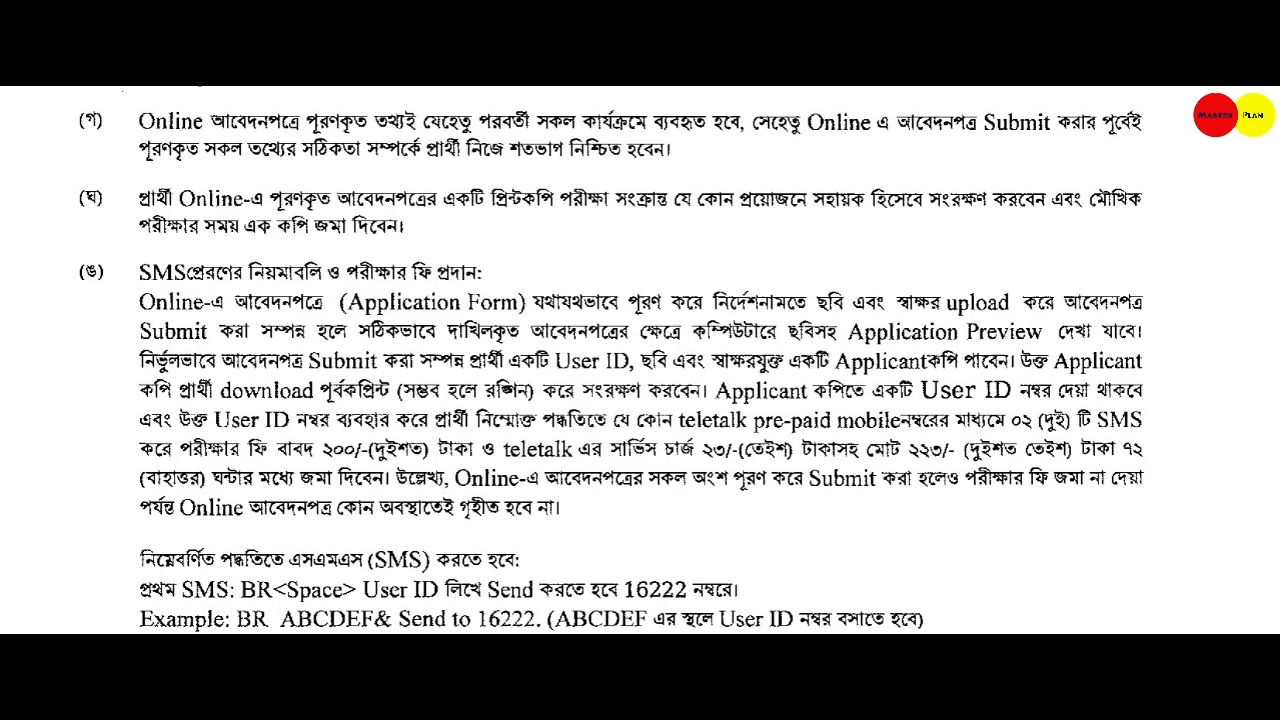 (গ) Online আবেদনপত্রে পূরণকৃত তথ্যই যেহেতু পরবর্তী সকল কার্যক্রমে ব্যবহৃত হবে, সেহেতু Online এ আবেদনপত্র Submit করার পূর্বেই
পূরণকৃত সকল তথ্যের সঠিকতা সম্পর্কে প্রার্থী নিজে শতভাগ নিশ্চিত হবেন।
(ঘ) প্রার্থী Online-এ পূরণকৃত আবেদনপত্রের একটি প্রিন্টকপি পরীক্ষা সংক্রান্ত যে কোন প্রয়োজনে সহায়ক হিসেবে সংরক্ষণ করবেন এবং মৌখিক
পরীক্ষার সময় এক কপি জমা দিবেন।
(ঙ) SMSপ্রেরণের নিয়মাবলি ও পরীক্ষার ফি প্রদান:
Online-এ আবেদনপত্রে (Application Form) যথাযথভাবে পূরণ করে নির্দেশনামতে ছবি এবং স্বাক্ষর upload করে আবেদনপত্র
Submit করা সম্পন্ন হলে সঠিকভাবে দাখিলকৃত আবেদনপত্রের ক্ষেত্রে কম্পিউটারে ছবিসহ Application Preview দেখা যাবে।
নির্ভুলভাবে আবেদনপত্র Submit করা সম্পন্ন প্রার্থী একটি User ID, ছবি এবং স্বাক্ষরযুক্ত একটি Applicantকপি পাবেন। উক্ত Applicant
কপি প্রার্থী download পূর্বকপ্রিন্ট (সম্ভব হলে রঙ্গিন) করে সংরক্ষণ করবেন। Applicant কপিতে একটি User ID নম্বর দেয়া থাকবে
এবং উক্ত User ID নম্বর ব্যবহার করে প্রার্থী নিম্মোক্ত পদ্ধতিতে যে কোন teletalk pre-paid mobileনম্বরের মাধ্যমে ০২ (দুই) টি SMS
করে পরীক্ষার ফি বাবদ ২০০/-(দুইশত) টাকা ও teletalk এর সার্ভিস চার্জ ২৩/-(তেইশ) টাকাসহ মোট ২২৩/- (দুইশত তেইশ) টাকা ৭২
(বাহাত্তর) ঘন্টার মধ্যে জমা দিবেন। উল্লেখ্য, Online-এ আবেদনপত্রের সকল অংশ পূরণ করে Submit করা হলেও পরীক্ষার ফি জমা না দেয়া
পর্যন্ত Online আবেদনপত্র কোন অবস্থাতেই গৃহীত হবে না।
নিম্নেবর্ণিত পদ্ধতিতে এসএমএস (SMS) করতে হবে:
প্রথম SMS: BR<Space> User ID লিখে Send করতে হবে 16222 নম্বরে।
Example: BR ABCDEF& Send to 16222. (ABCDEF এর স্থলে User ID নম্বর বসাতে হবে)
MASTER PLAN